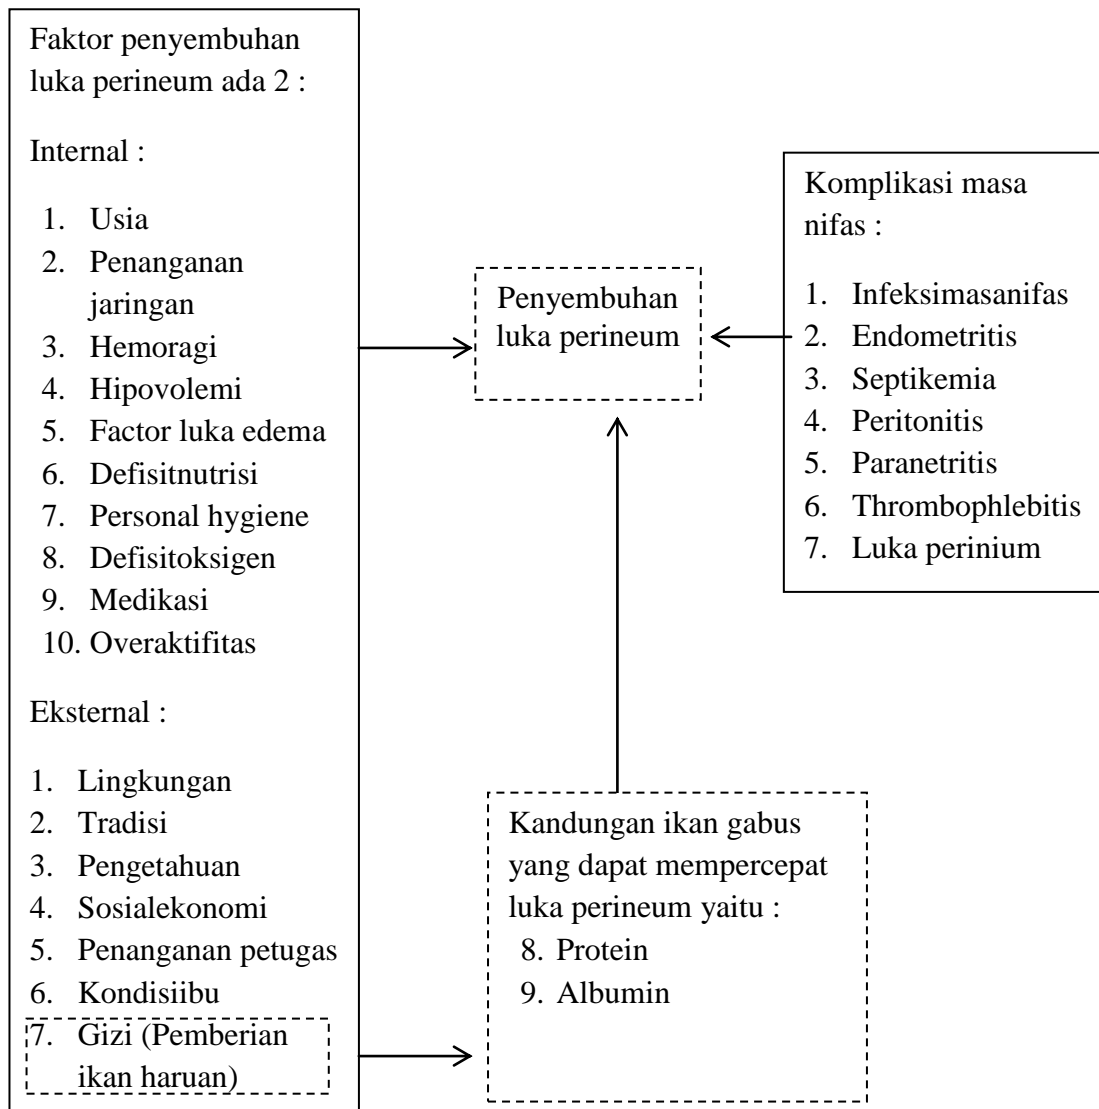 Faktor penyembuhan
luka perineum ada 2 :
Internal :
1. Usia
2. Penanganan
jaringan
3. Hemoragi
4. Hipovolemi
5. Factor luka edema
6. Defisitnutrisi
7. Personal hygiene
8. Defisitoksigen
9. Medikasi
10. Overaktifitas
Eksternal :
1. Lingkungan
2. Tradisi
3. Pengetahuan
4. Sosialekonomi
5. Penanganan petugas
6. Kondisiibu
7. Gizi (Pemberian
ikan haruan)
Penyembuhan
luka perineum
Komplikasi masa
nifas :
1. Infeksimasanifas
2. Endometritis
3. Septikemia
4. Peritonitis
5. Paranetritis
6. Thrombophlebitis
7. Luka perinium
Kandungan ikan gabus
yang dapat mempercepat
luka perineum yaitu :
8. Protein
9. Albumin